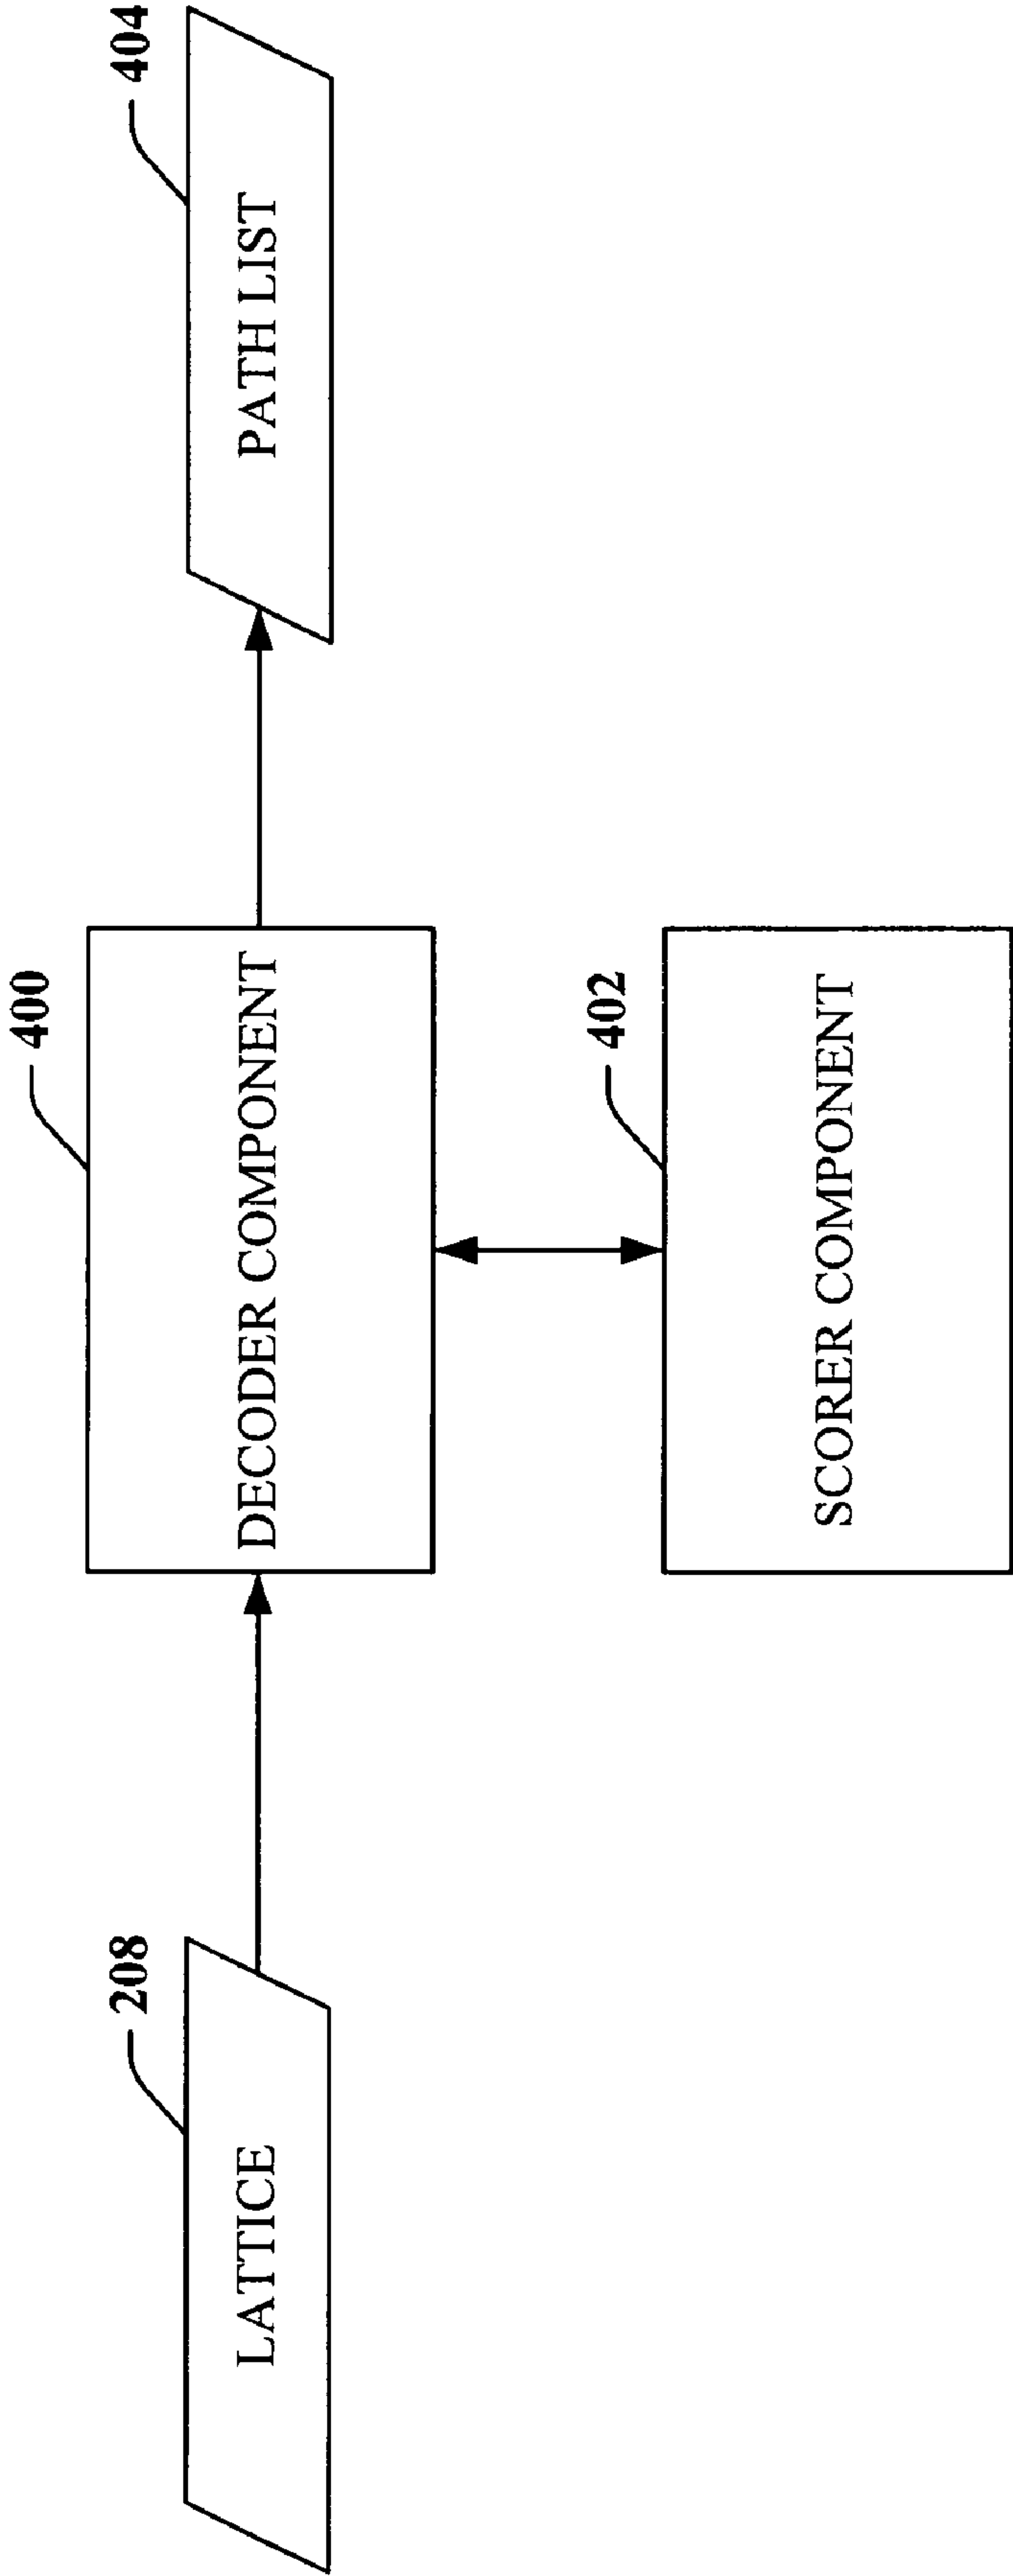 208
LATTICE
400
DECODER COMPONENT
404
PATH LIST
402
SCORER COMPONENT